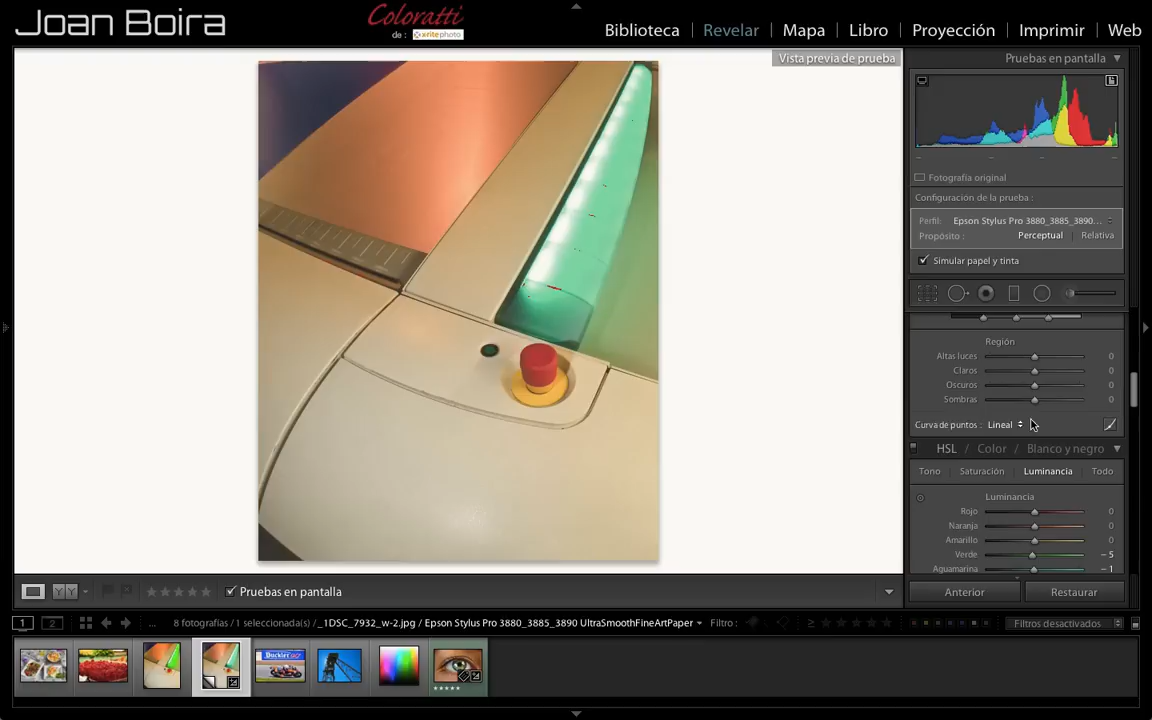 Joan Boira
Coloratti
de : x-ritephoto
Biblioteca | Revelar | Mapa | Libro | Proyección | Imprimir | Web
Vista previa de prueba
Pruebas en pantalla
Fotografía original
Configuración de la prueba :
Perfil: Epson Stylus Pro 3880_3885_3890...
Propósito : Perceptual | Relativa
Simular papel y tinta
Región
Altas luces 0
Claros 0
Oscuros 0
Sombras 0
Curva de puntos : Lineal
HSL / Color / Blanco y negro
Tono Saturación Luminancia Todo
Luminancia
Rojo 0
Naranja 0
Amarillo 0
Verde – 5
Aguamarina – 1
YY Pruebas en pantalla
Anterior Restaurar
1 2 ... 8 fotografías / 1 seleccionada(s) / _1DSC_7932_w-2.jpg / Epson Stylus Pro 3880_3885_3890 UltraSmoothFineArtPaper Filtro : Filtros desactivados